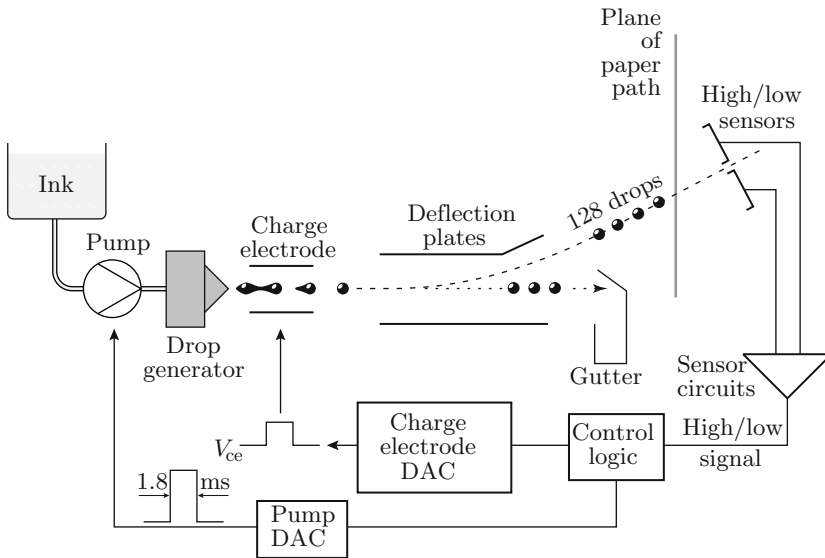 Plane
of
paper
path
High/low
sensors
128 drops
Ink
Pump
Charge
electrode
Deflection
plates
Drop
generator
Gutter
Sensor
circuits
V_ce
Charge
electrode
DAC
Control
logic
High/low
signal
1.8 ms
Pump
DAC